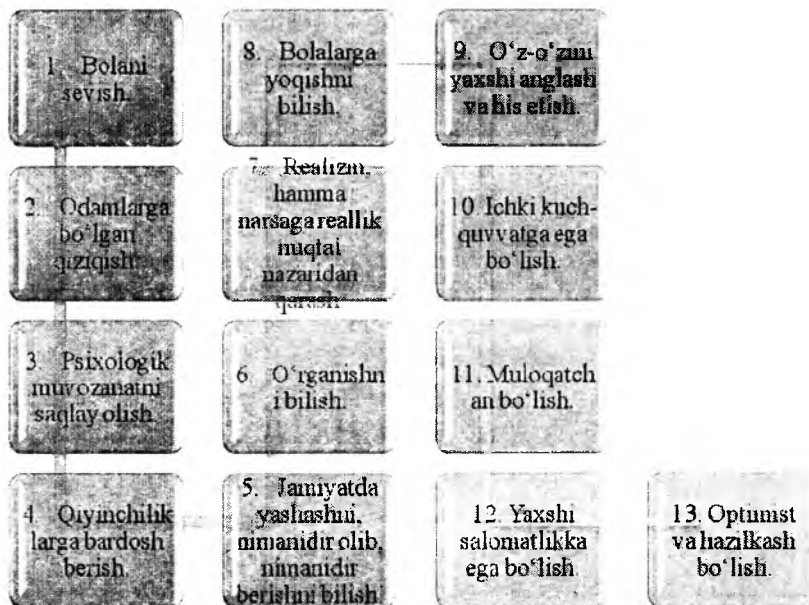 1. Bolani
sevish.
2. Odamlarga
bo‘lgan
qiziqish.
3. Psixologik
muvozanatni
saqlay olish.
4. Qiyinchilik
larga bardosh
berish.
5. Jamiyatda
yashashni,
nimanidir olib,
nimanidir
berishni bilish
6. O‘rganishn
i bilish.
7. Realizm,
hamma
narsaga reallik
nuqtai
nazaridan
qarash
8. Bolalarga
yoqishni
bilish.
9. O‘z-o‘zini
yaxshi anglash
va his etish.
10. Ichki kuch-
quvvatga ega
bo‘lish.
11. Muloqatch
an bo‘lish.
12. Yaxshi
salomatlikka
ega bo‘lish.
13. Optimist
va hazilkash
bo‘lish.